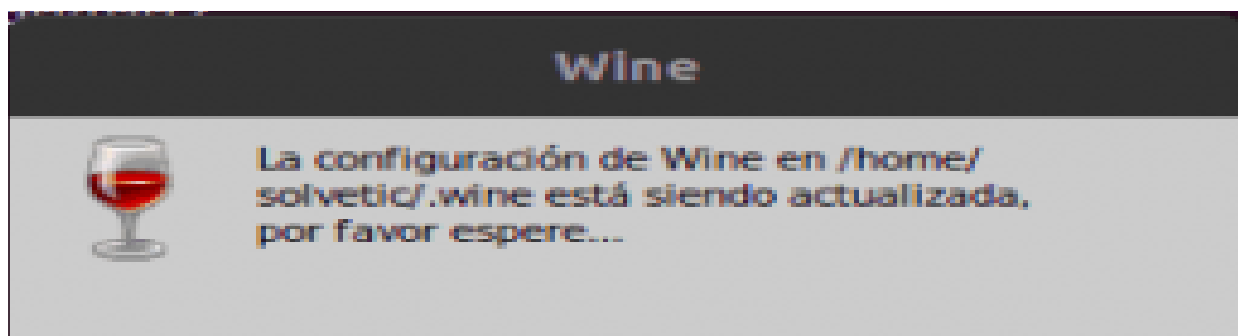 Wine
La configuración de Wine en /home/
solvetic/.wine está siendo actualizada,
por favor espere...